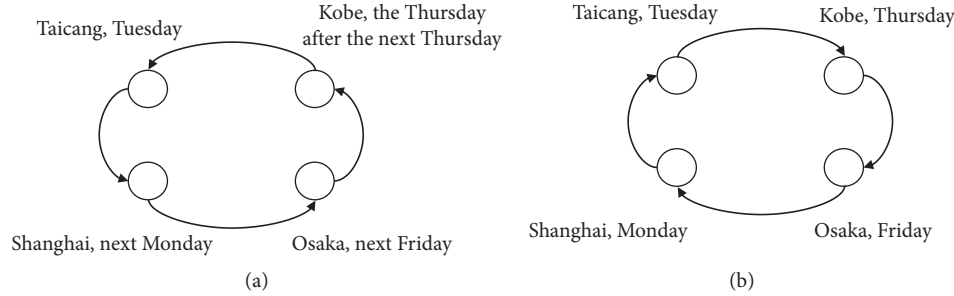 Taicang, Tuesday
Kobe, the Thursday
after the next Thursday
Shanghai, next Monday
Osaka, next Friday
(a)
Taicang, Tuesday
Kobe, Thursday
Shanghai, Monday
Osaka, Friday
(b)